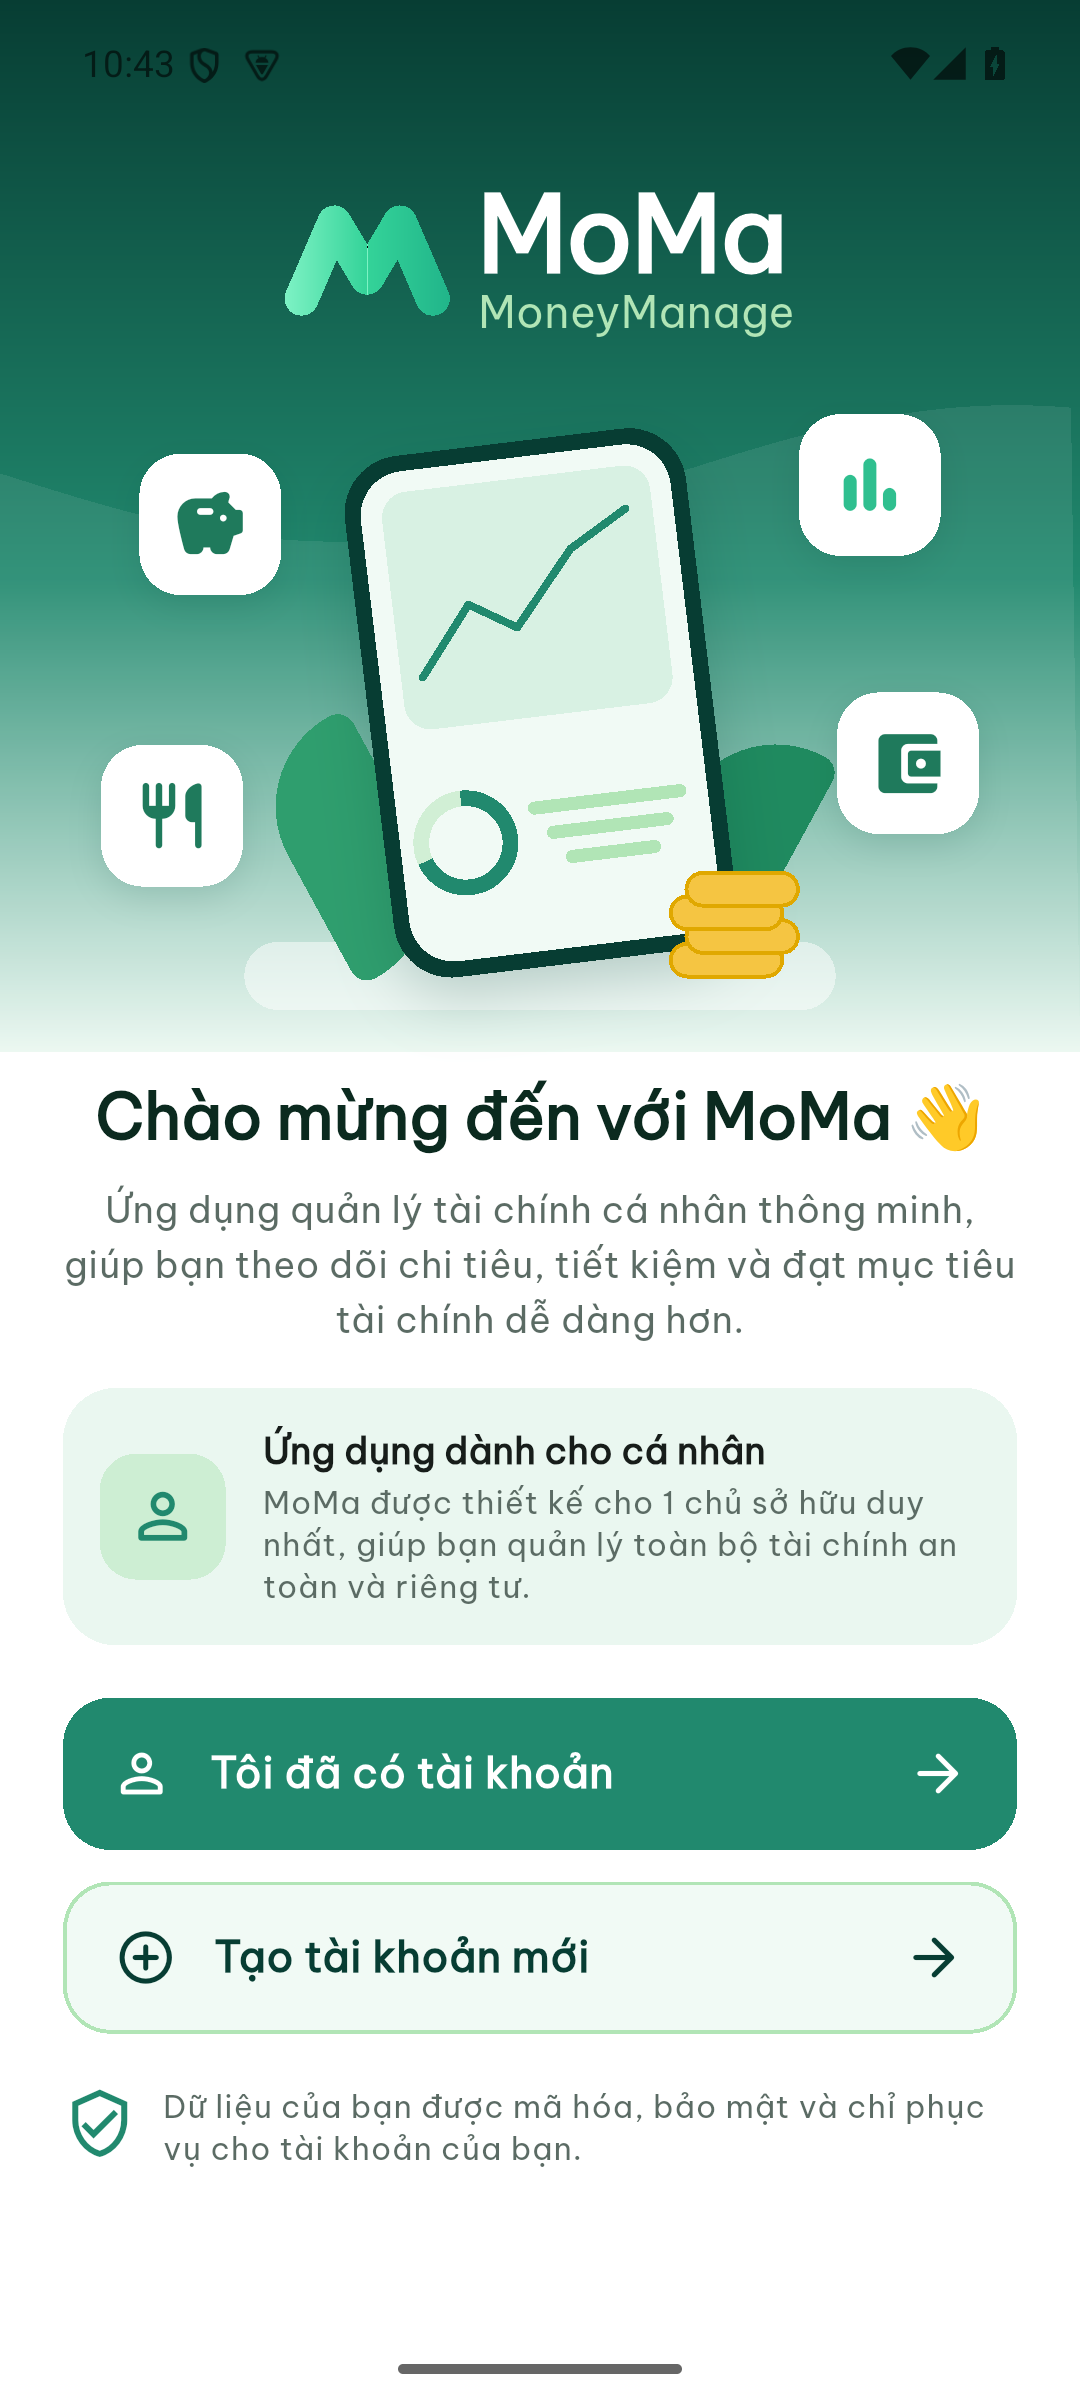 10:43
MoMa
MoneyManage
Chào mừng đến với MoMa 👋
Ứng dụng quản lý tài chính cá nhân thông minh,
giúp bạn theo dõi chi tiêu, tiết kiệm và đạt mục tiêu
tài chính dễ dàng hơn.
Ứng dụng dành cho cá nhân
MoMa được thiết kế cho 1 chủ sở hữu duy
nhất, giúp bạn quản lý toàn bộ tài chính an
toàn và riêng tư.
Tôi đã có tài khoản
Tạo tài khoản mới
Dữ liệu của bạn được mã hóa, bảo mật và chỉ phục
vụ cho tài khoản của bạn.